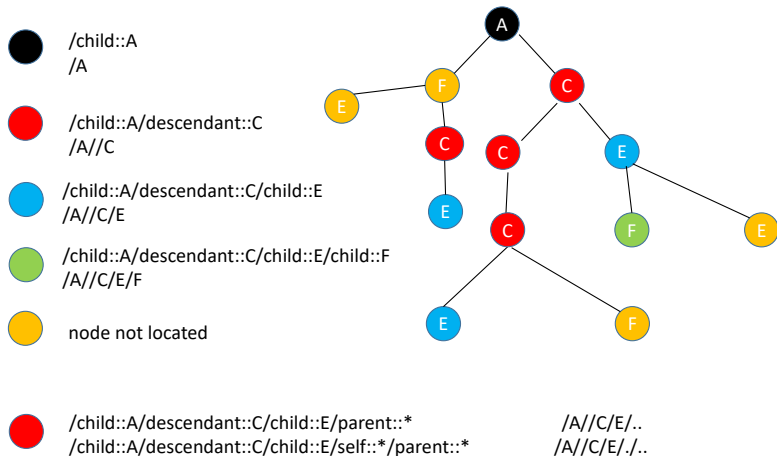 /child::A
/A
/child::A/descendant::C
/A//C
/child::A/descendant::C/child::E
/A//C/E
/child::A/descendant::C/child::E/child::F
/A//C/E/F
node not located
A
F
C
E
C
C
E
E
C
F
E
E
F
/child::A/descendant::C/child::E/parent::* /A//C/E/..
/child::A/descendant::C/child::E/self::*/parent::* /A//C/E/./..